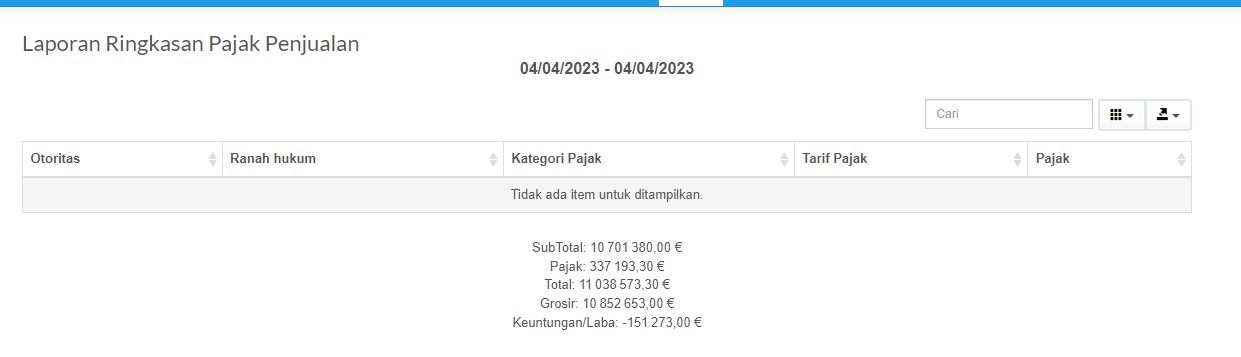 Laporan Ringkasan Pajak Penjualan
04/04/2023 - 04/04/2023
Cari
Otoritas Ranah hukum Kategori Pajak Tarif Pajak Pajak
Tidak ada item untuk ditampilkan.
SubTotal: 10 701 380,00 €
Pajak: 337 193,30 €
Total: 11 038 573,30 €
Grosir: 10 852 653,00 €
Keuntungan/Laba: -151 273,00 €